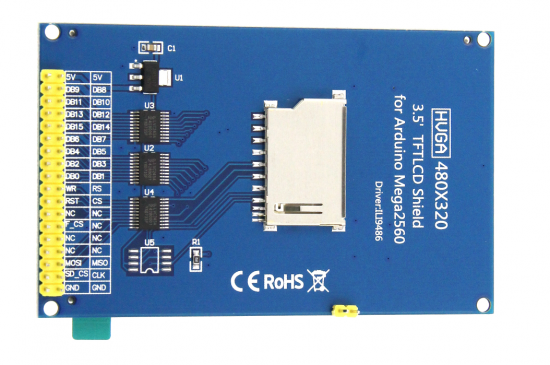 C1
U1
U3
U2
U4
U5
R1
5V 5V
DB9 DB8
DB11 DB10
DB13 DB12
DB15 DB14
DB6 DB7
DB4 DB5
DB2 DB3
DB0 DB1
WR RS
RST CS
NC NC
F_CS NC
NC NC
NC NC
MOSI MISO
SD_CS CLK
GND GND
HVGA 480X320
3.5' TFTLCD Shield
for Arduino Mega2560
Driver:ILI9486
CE RoHS